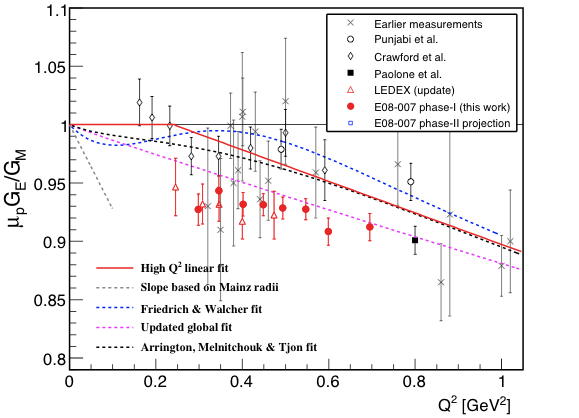 1.1
1.05
1
0.95
0.9
0.85
0.8
μpGE/GM
Earlier measurements
Punjabi et al.
Crawford et al.
Paolone et al.
LEDEX (update)
E08-007 phase-I (this work)
E08-007 phase-II projection
High Q² linear fit
Slope based on Mainz radii
Friedrich & Walcher fit
Updated global fit
Arrington, Melnitchouk & Tjon fit
0 0.2 0.4 0.6 0.8 1
Q² [GeV²]